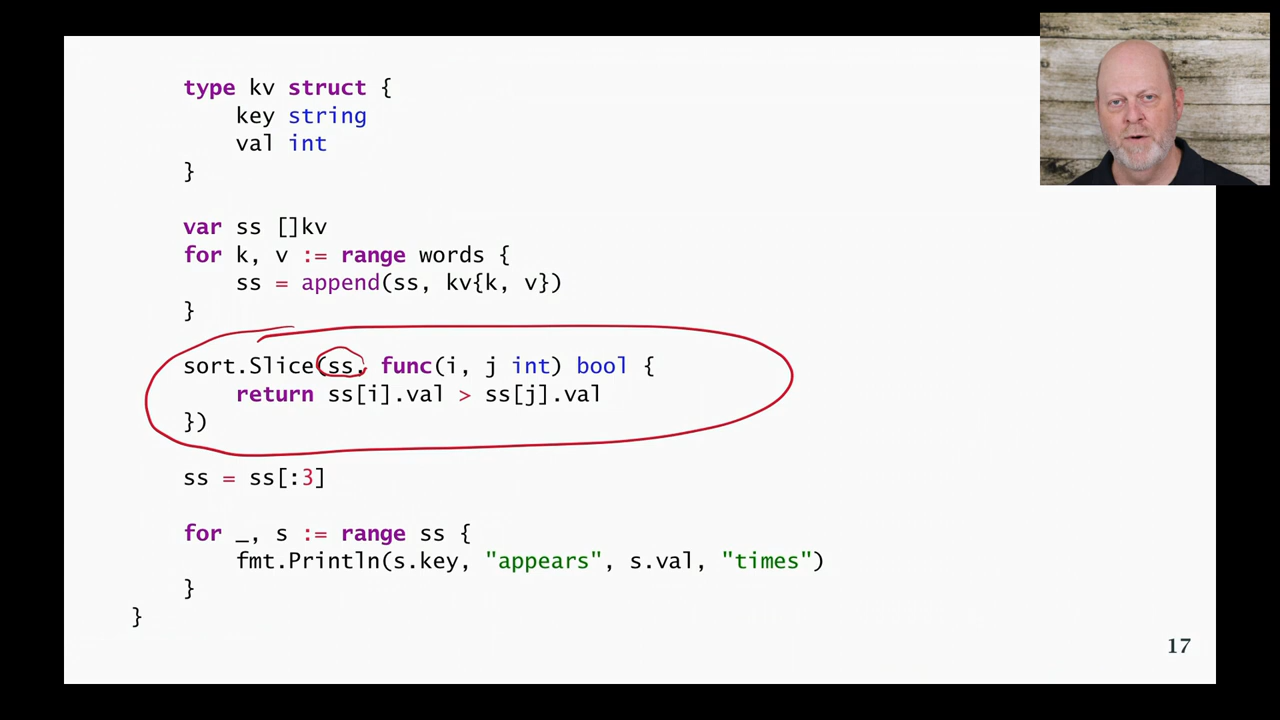 type kv struct {
key string
val int
}
var ss []kv
for k, v := range words {
ss = append(ss, kv{k, v})
}
sort.Slice(ss, func(i, j int) bool {
return ss[i].val > ss[j].val
})
ss = ss[:3]
for _, s := range ss {
fmt.Println(s.key, "appears", s.val, "times")
}
}
17